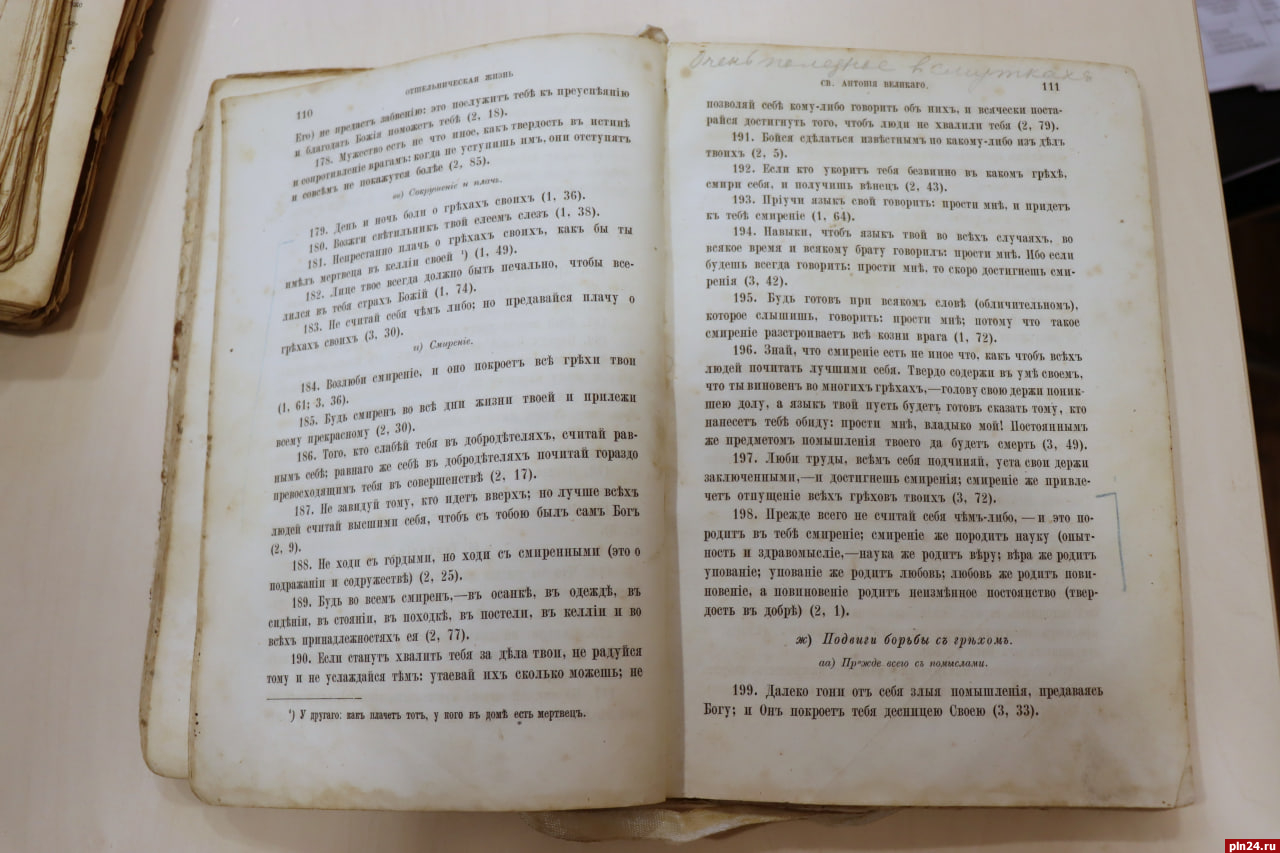 110
ОТШЕЛЬНИЧЕСКАЯ ЖИЗНЬ
Его) не предастъ забвенію: это послужитъ тебѣ къ преуспѣянію
и благодать Божія поможетъ тебѣ (2, 18).
178. Мужество есть не что иное, какъ твердость въ истинѣ
и сопротивленіе врагамъ: когда не уступишь имъ, они отступятъ
и совсѣмъ не покажутся болѣе (2, 85).
Сокрушеніе и плачъ.
179. День и ночь боли о грѣхахъ своихъ (1, 36).
180. Возжги свѣтильникъ твой елеемъ слезъ (1, 38).
181. Непрестанно плачь о грѣхахъ своихъ, какъ бы ты
имѣлъ мертвеца въ келліи своей ¹) (1, 49).
182. Лице твое всегда должно быть печально, чтобы все-
лился въ тебя страхъ Божій (1, 74).
183. Не считай себя чѣмъ либо; но предавайся плачу о
грѣхахъ своихъ (3, 30).
п) Смиреніе.
184. Возлюби смиреніе, и оно покроетъ всѣ грѣхи твои
(1, 61; 3, 36).
185. Будь смиренъ во всѣ дни жизни твоей и прилежи
всему прекрасному (2, 30).
186. Того, кто слабѣй тебя въ добродѣтеляхъ, считай рав-
нымъ себѣ; равнаго же себѣ въ добродѣтеляхъ почитай гораздо
превосходящимъ тебя въ совершенствѣ (2, 17).
187. Не завидуй тому, кто идетъ вверхъ; но лучше всѣхъ
людей считай высшими себя, чтобъ съ тобою былъ самъ Богъ
(2, 9).
188. Не ходи съ гордыми, но ходи съ смиренными (это о
подражаніи и содружествѣ) (2, 25).
189. Будь во всемъ смиренъ,—въ осанкѣ, въ одеждѣ, въ
сидѣніи, въ стояніи, въ походкѣ, въ постели, въ келліи и во
всѣхъ принадлежностяхъ ея (2, 77).
190. Если станутъ хвалить тебя за дѣла твои, не радуйся
тому и не услаждайся тѣмъ: утаевай ихъ сколько можешь; не
¹) У другаго: какъ плачетъ тотъ, у кого въ домѣ есть мертвецъ.
Очень полезное в
СВ. АНТОНІЯ ВЕЛИКАГО.
111
позволяй себѣ кому-либо говорить объ нихъ, и всячески поста-
райся достигнуть того, чтобъ люди не хвалили тебя (2, 79).
191. Бойся сдѣлаться извѣстнымъ по какому-либо изъ дѣлъ
твоихъ (2, 5).
192. Если кто укоритъ тебя безвинно въ какомъ грѣхѣ,
смири себя, и получишь вѣнецъ (2, 43).
193. Пріучи языкъ свой говорить: прости мнѣ, и придетъ
къ тебѣ смиреніе (1, 64).
194. Навыки, чтобъ языкъ твой во всѣхъ случаяхъ, во
всякое время и всякому брату говорилъ: прости мнѣ. Ибо если
будешь всегда говорить: прости мнѣ, то скоро достигнешь сми-
ренія (3, 42).
195. Будь готовъ при всякомъ словѣ (обличительномъ),
которое слышишь, говорить: прости мнѣ; потому что такое
смиреніе разстроиваетъ всѣ козни врага (1, 72).
196. Знай, что смиреніе есть не иное что, какъ чтобъ всѣхъ
людей почитать лучшими себя. Твердо содержи въ умѣ своемъ,
что ты виновенъ во многихъ грѣхахъ,—голову свою держи поник-
шею долу, а языкъ твой пусть будетъ готовъ сказать тому, кто
нанесетъ тебѣ обиду: прости мнѣ, владыко мой! Постояннымъ
же предметомъ помышленія твоего да будетъ смерть (3, 49).
197. Люби труды, всѣмъ себя подчиняй, уста свои держи
заключенными,—и достигнешь смиренія; смиреніе же привле-
четъ отпущеніе всѣхъ грѣховъ твоихъ (3, 72).
198. Прежде всего не считай себя чѣмъ-либо,—и это по-
родитъ въ тебѣ смиреніе; смиреніе же породитъ науку (опыт-
ность и здравомысліе,—наука же родитъ вѣру; вѣра же родитъ
упованіе; упованіе же родитъ любовь; любовь же родитъ пови-
новеніе, а повиновеніе родитъ неизмѣнное постоянство (твер-
дость въ добрѣ) (2, 1).
ж) Подвиги борьбы съ грѣхомъ.
аа) Прежде всего съ помыслами.
199. Далеко гони отъ себя злыя помышленія, предаваясь
Богу; и Онъ покроетъ тебя десницею Своею (3, 33).
pln24.ru